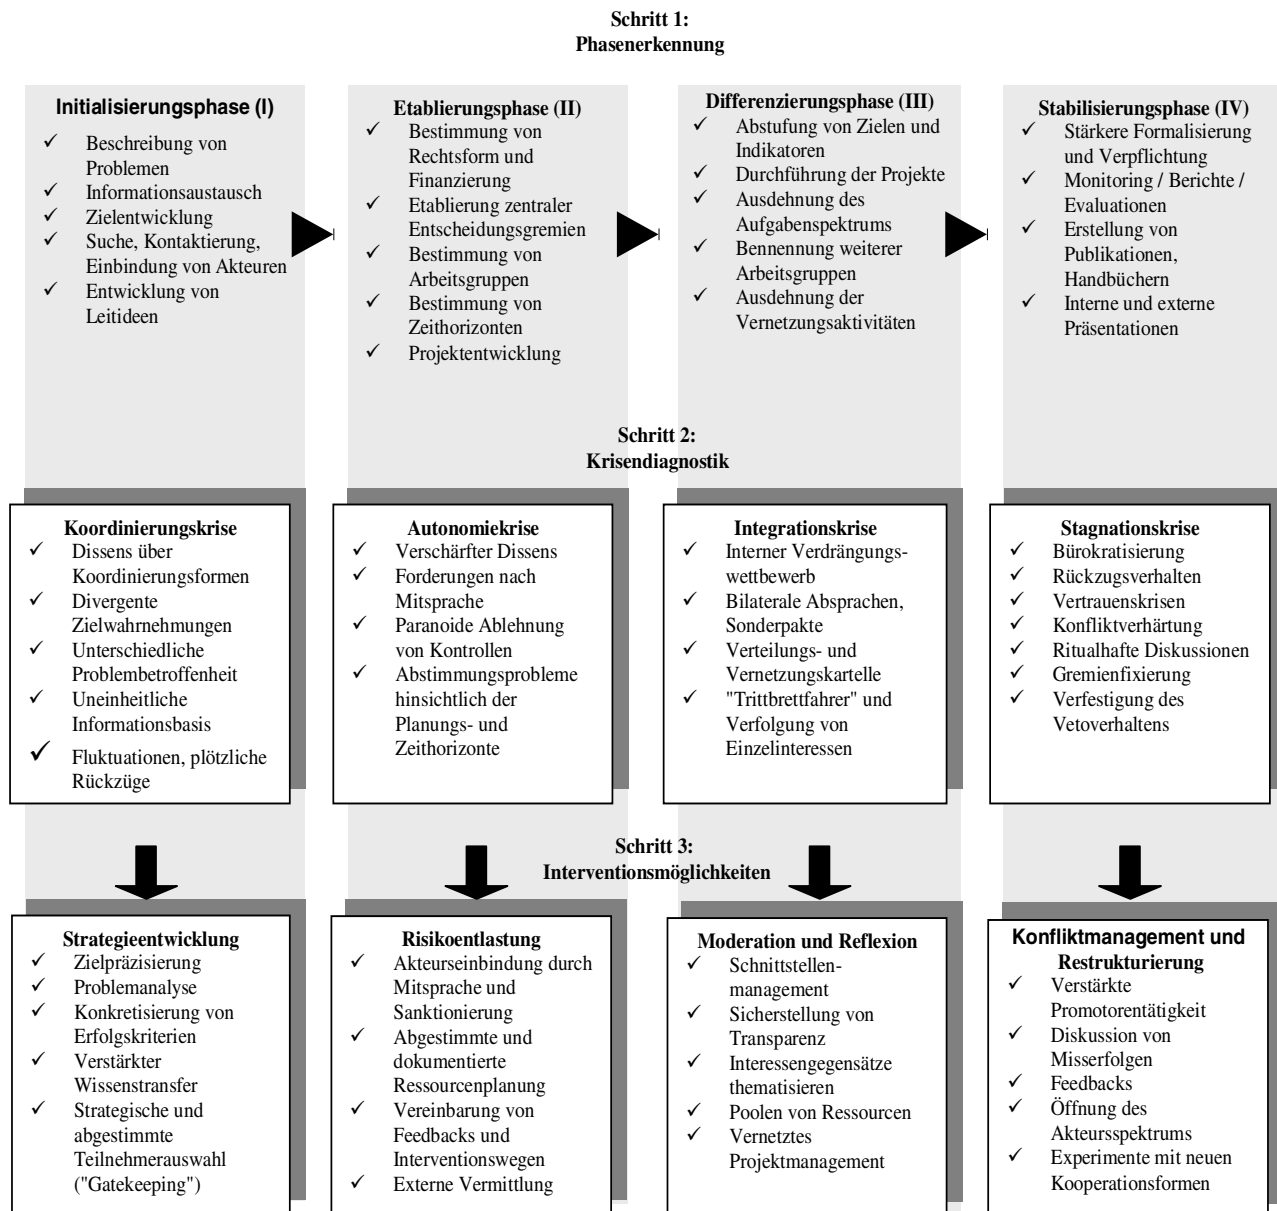 Schritt 1:
Phasenerkennung
Initialisierungsphase (I)
✓ Beschreibung von
Problemen
✓ Informationsaustausch
✓ Zielentwicklung
✓ Suche, Kontaktierung,
Einbindung von Akteuren
✓ Entwicklung von
Leitideen
Etablierungsphase (II)
✓ Bestimmung von
Rechtsform und
Finanzierung
✓ Etablierung zentraler
Entscheidungsgremien
✓ Bestimmung von
Arbeitsgruppen
✓ Bestimmung von
Zeithorizonten
✓ Projektentwicklung
Differenzierungsphase (III)
✓ Abstufung von Zielen und
Indikatoren
✓ Durchführung der Projekte
✓ Ausdehnung des
Aufgabenspektrums
✓ Bennennung weiterer
Arbeitsgruppen
✓ Ausdehnung der
Vernetzungsaktivitäten
Stabilisierungsphase (IV)
✓ Stärkere Formalisierung
und Verpflichtung
✓ Monitoring / Berichte /
Evaluationen
✓ Erstellung von
Publikationen,
Handbüchern
✓ Interne und externe
Präsentationen
Schritt 2:
Krisendiagnostik
Koordinierungskrise
✓ Dissens über
Koordinierungsformen
✓ Divergente
Zielwahrnehmungen
✓ Unterschiedliche
Problembetroffenheit
✓ Uneinheitliche
Informationsbasis
✓ Fluktuationen, plötzliche
Rückzüge
Autonomiekrise
✓ Verschärfter Dissens
✓ Forderungen nach
Mitsprache
✓ Paranoide Ablehnung
von Kontrollen
✓ Abstimmungsprobleme
hinsichtlich der
Planungs- und
Zeithorizonte
Integrationskrise
✓ Interner Verdrängungs-
wettbewerb
✓ Bilaterale Absprachen,
Sonderpakte
✓ Verteilungs- und
Vernetzungskartelle
✓ "Trittbrettfahrer" und
Verfolgung von
Einzelinteressen
Stagnationskrise
✓ Bürokratisierung
✓ Rückzugsverhalten
✓ Vertrauenskrisen
✓ Konfliktverhärtung
✓ Ritualhafte Diskussionen
✓ Gremienfixierung
✓ Verfestigung des
Vetoverhaltens
Schritt 3:
Interventionsmöglichkeiten
Strategieentwicklung
✓ Zielpräzisierung
✓ Problemanalyse
✓ Konkretisierung von
Erfolgskriterien
✓ Verstärkter
Wissenstransfer
✓ Strategische und
abgestimmte
Teilnehmerauswahl
("Gatekeeping")
Risikoentlastung
✓ Akteurseinbindung durch
Mitsprache und
Sanktionierung
✓ Abgestimmte und
dokumentierte
Ressourcenplanung
✓ Vereinbarung von
Feedbacks und
Interventionswegen
✓ Externe Vermittlung
Moderation und Reflexion
✓ Schnittstellen-
management
✓ Sicherstellung von
Transparenz
✓ Interessengegensätze
thematisieren
✓ Poolen von Ressourcen
✓ Vernetztes
Projektmanagement
Konfliktmanagement und
Restrukturierung
✓ Verstärkte
Promotorentätigkeit
✓ Diskussion von
Misserfolgen
✓ Feedbacks
✓ Öffnung des
Akteursspektrums
✓ Experimente mit neuen
Kooperationsformen